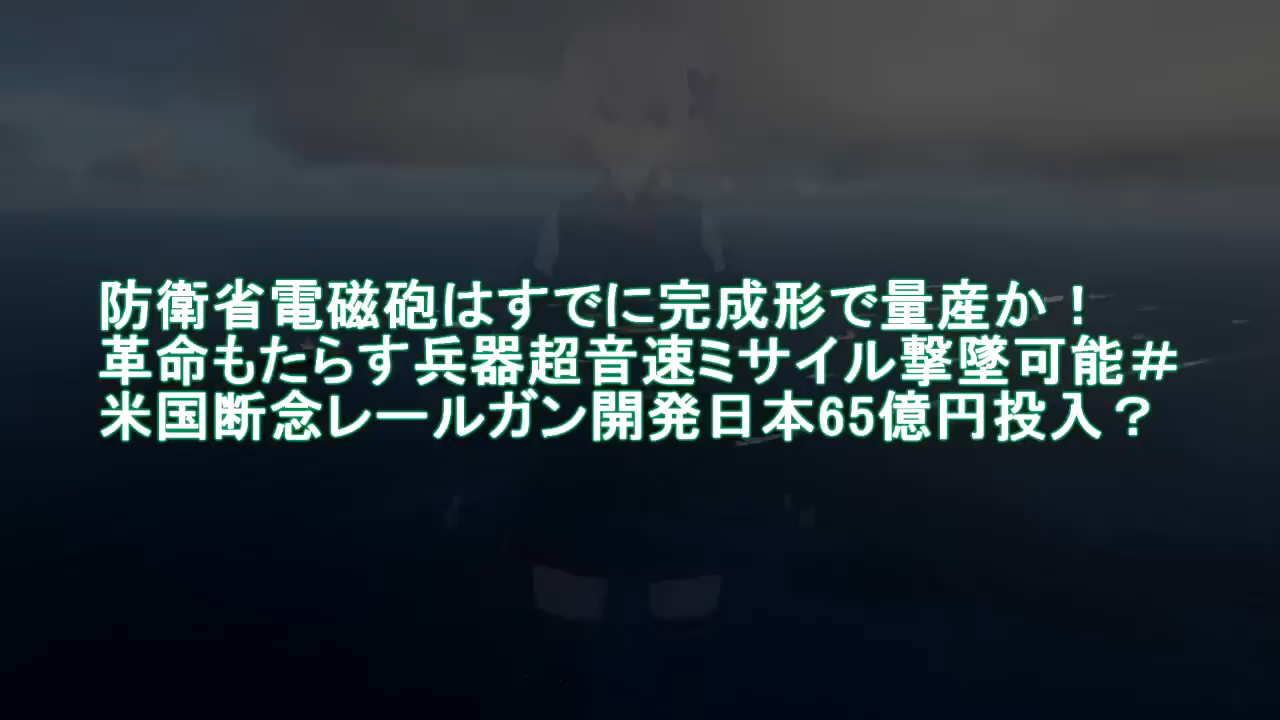 防衛省電磁砲はすでに完成形で量産か！
革命もたらす兵器超音速ミサイル撃墜可能＃
米国断念レールガン開発日本65億円投入？